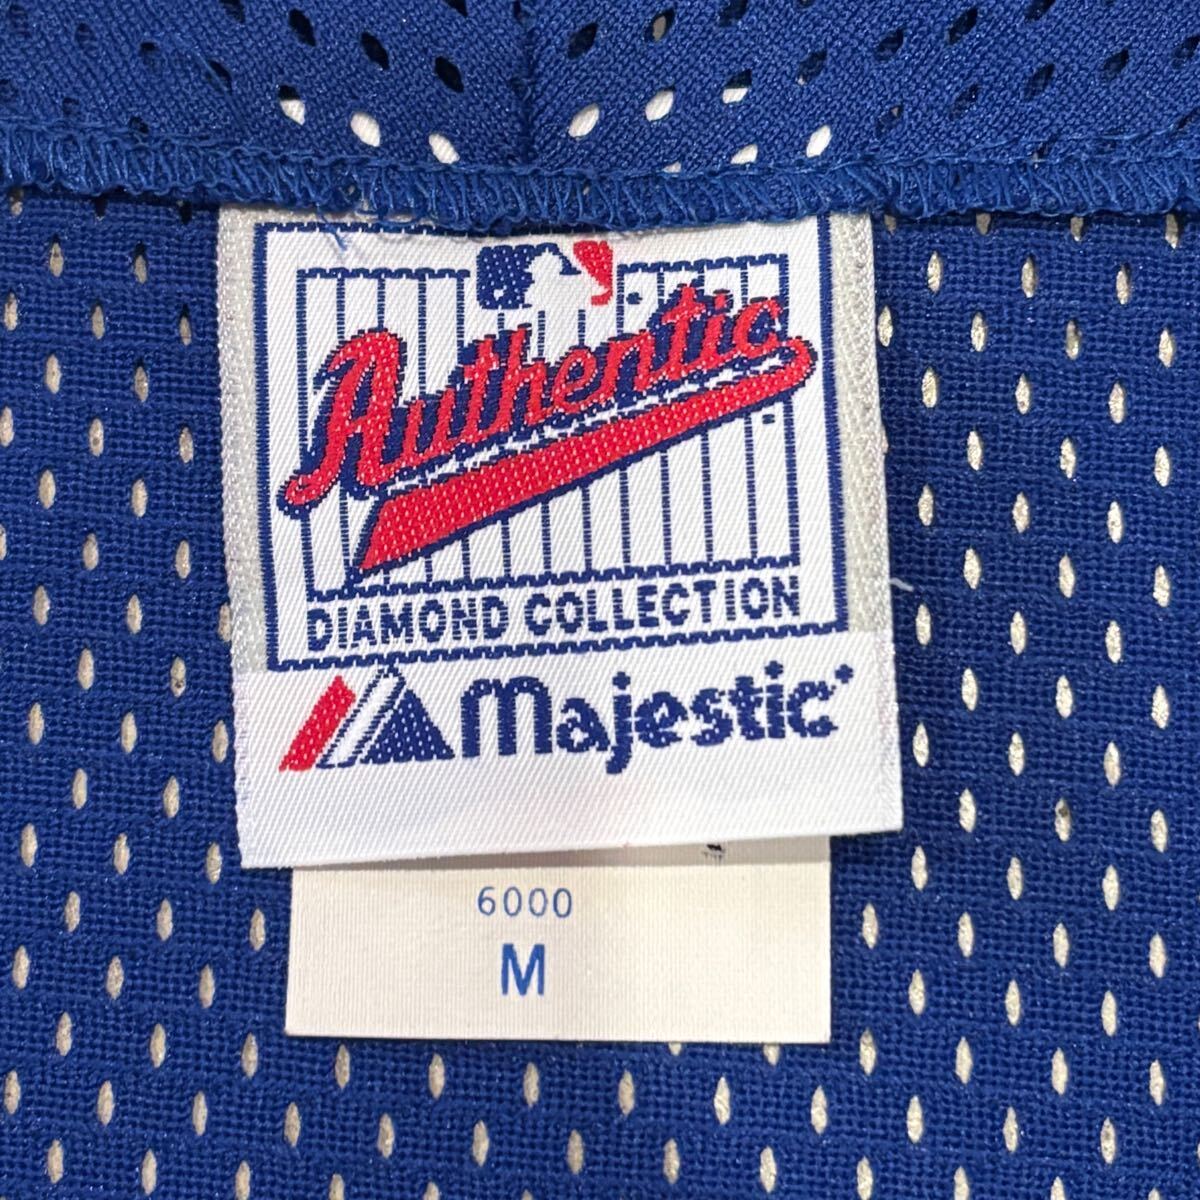 Authentic
DIAMOND COLLECTION
Majestic
6000
M